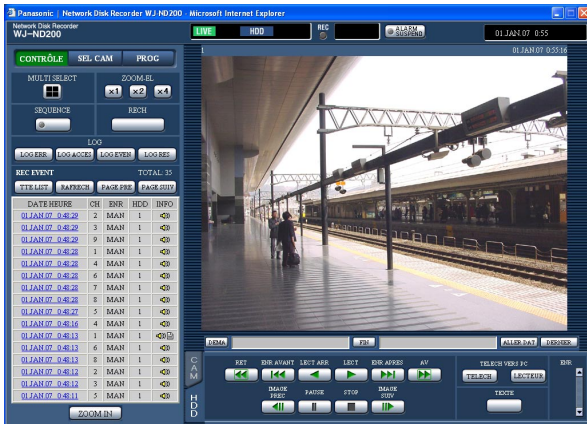 Panasonic | Network Disk Recorder WJ-ND200 - Microsoft Internet Explorer
Network Disk Recorder
WJ-ND200
LIVE HDD REC ALARM SUSPEND 01.JAN.07 0:55
CONTRÔLE SEL CAM PROG
1 01.JAN.07 0:55:16
MULTI SELECT ZOOM-EL
x1 x2 x4
SEQUENCE RECH
LOG
LOG ERR LOG ACCES LOG EVEN LOG RES
REC EVENT TOTAL: 35
TTE LIST RAFRECH PAGE PRE PAGE SUIV
DATE HEURE CH ENR HDD INFO
01.JAN.07 0:48:29 2 MAN 1
01.JAN.07 0:48:29 3 MAN 1
01.JAN.07 0:48:29 9 MAN 1
01.JAN.07 0:48:28 1 MAN 1
01.JAN.07 0:48:28 4 MAN 1
01.JAN.07 0:48:28 6 MAN 1
01.JAN.07 0:48:28 7 MAN 1
01.JAN.07 0:48:28 8 MAN 1
01.JAN.07 0:48:27 5 MAN 1
01.JAN.07 0:48:16 4 MAN 1
01.JAN.07 0:48:13 1 MAN 1
01.JAN.07 0:48:13 6 MAN 1
01.JAN.07 0:48:13 8 MAN 1
01.JAN.07 0:48:12 2 MAN 1
01.JAN.07 0:48:12 3 MAN 1
01.JAN.07 0:48:11 5 MAN 1
ZOOM IN
DEMA FIN ALLER DAT DERNIER
CAM
HDD
RET ENR AVANT LECT ARR LECT ENR APRES AV
IMAGE PREC PAUSE STOP IMAGE SUIV
TELECH VERS PC
TELECH LECTEUR
TEXTE
ENR